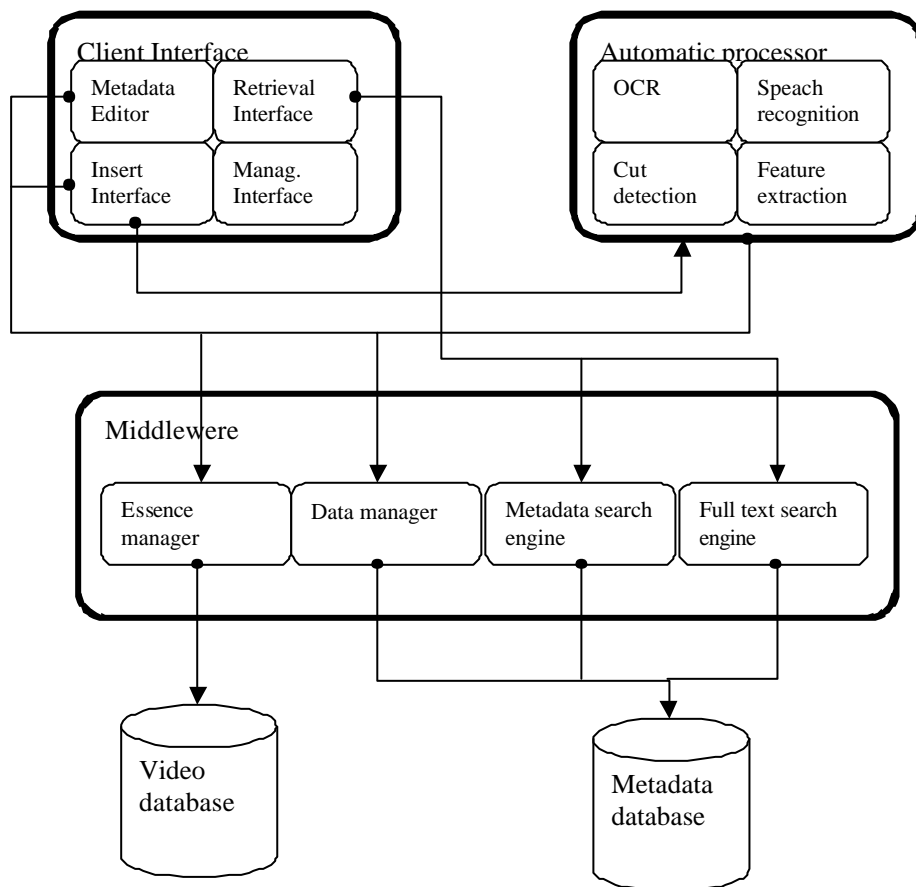 Client Interface
Metadata
Editor
Retrieval
Interface
Insert
Interface
Manag.
Interface
Automatic processor
OCR
Speach
recognition
Cut
detection
Feature
extraction
Middlewere
Essence
manager
Data manager
Metadata search
engine
Full text search
engine
Video
database
Metadata
database